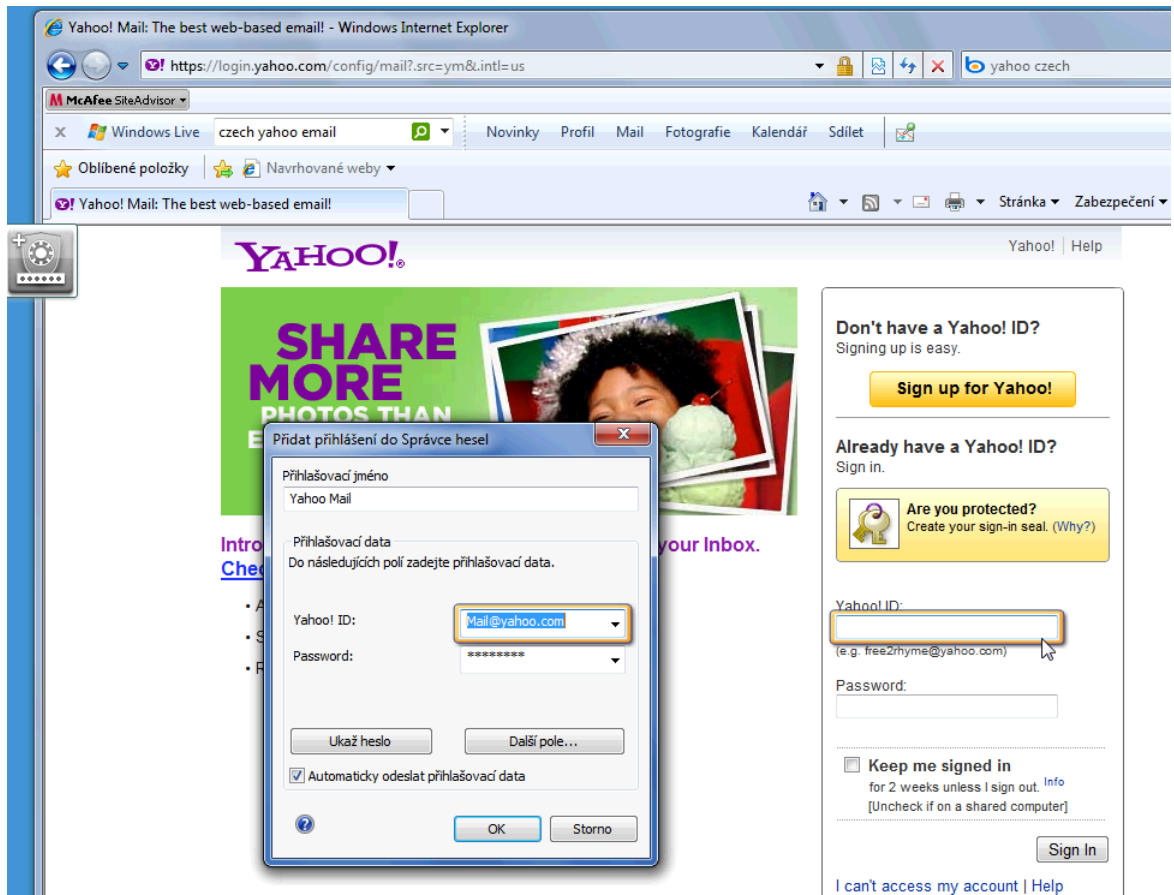 Yahoo! Mail: The best web-based email! - Windows Internet Explorer
https://login.yahoo.com/config/mail?.src=ym&.intl=us
yahoo czech
McAfee SiteAdvisor
x Windows Live czech yahoo email Novinky Profil Mail Fotografie Kalendář Sdílet
Oblíbené položky Navrhované weby
Yahoo! Mail: The best web-based email! Stránka Zabezpečení
YAHOO!® Yahoo! | Help
SHARE
MORE
PHOTOS THAN
E
Intro your Inbox.
Chec
• A
• S
• R
Přidat přihlášení do Správce hesel
Přihlašovací jméno
Yahoo Mail
Přihlašovací data
Do následujících polí zadejte přihlašovací data.
Yahoo! ID: Mail@yahoo.com
Password: ********
Ukaž heslo Další pole...
Automaticky odeslat přihlašovací data
OK Storno
Don't have a Yahoo! ID?
Signing up is easy.
Sign up for Yahoo!
Already have a Yahoo! ID?
Sign in.
Are you protected?
Create your sign-in seal. (Why?)
Yahoo! ID:
(e.g. free2rhyme@yahoo.com)
Password:
Keep me signed in
for 2 weeks unless I sign out. Info
[Uncheck if on a shared computer]
Sign In
I can't access my account | Help